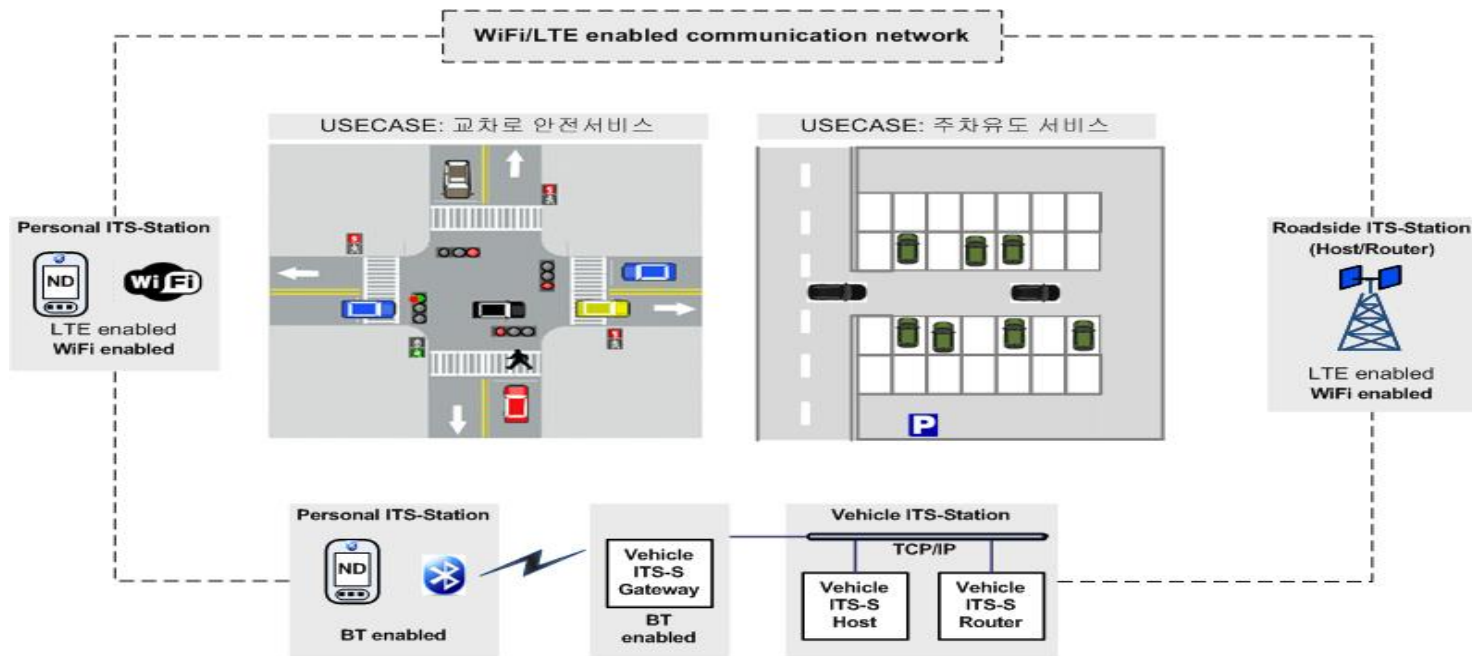 WiFi/LTE enabled communication network
USECASE: 교차로 안전서비스
USECASE: 주차유도 서비스
Personal ITS-Station
ND
WiFi
LTE enabled
WiFi enabled
Roadside ITS-Station
(Host/Router)
LTE enabled
WiFi enabled
P
Personal ITS-Station
ND
BT enabled
Vehicle
ITS-S
Gateway
BT
enabled
Vehicle ITS-Station
TCP/IP
Vehicle
ITS-S
Host
Vehicle
ITS-S
Router